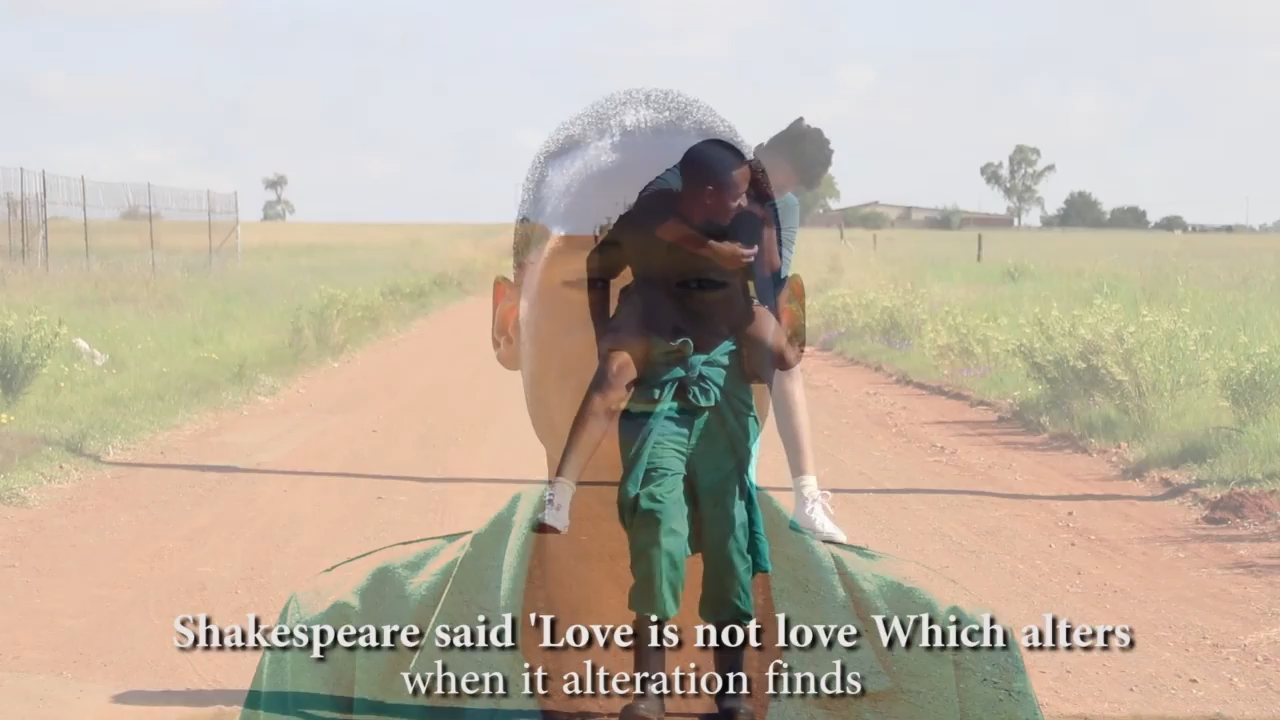 Shakespeare said 'Love is not love Which alters
when it alteration finds